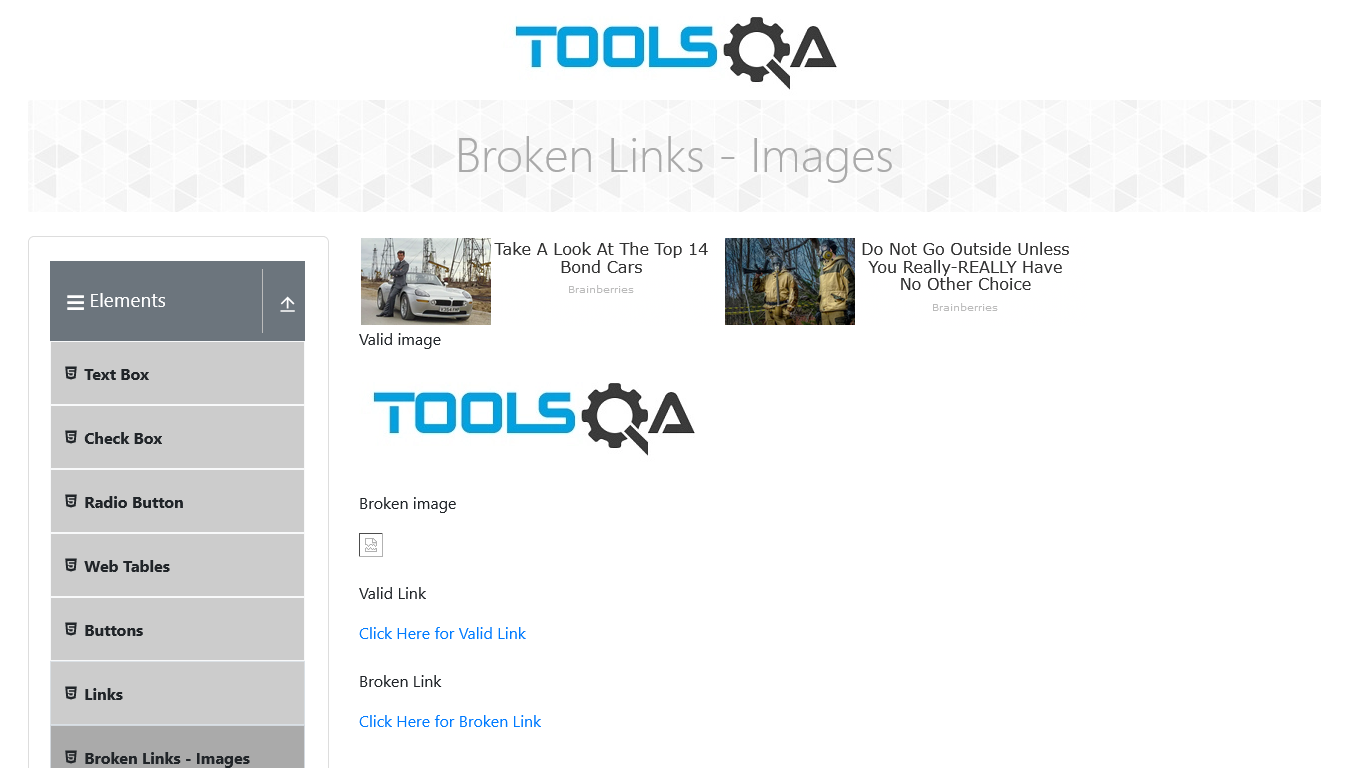 TOOLSQA
Broken Links - Images
Elements
Text Box
Check Box
Radio Button
Web Tables
Buttons
Links
Broken Links - Images
Take A Look At The Top 14
Bond Cars
Brainberries
Do Not Go Outside Unless
You Really-REALLY Have
No Other Choice
Brainberries
Valid image
TOOLSQA
Broken image
Valid Link
Click Here for Valid Link
Broken Link
Click Here for Broken Link